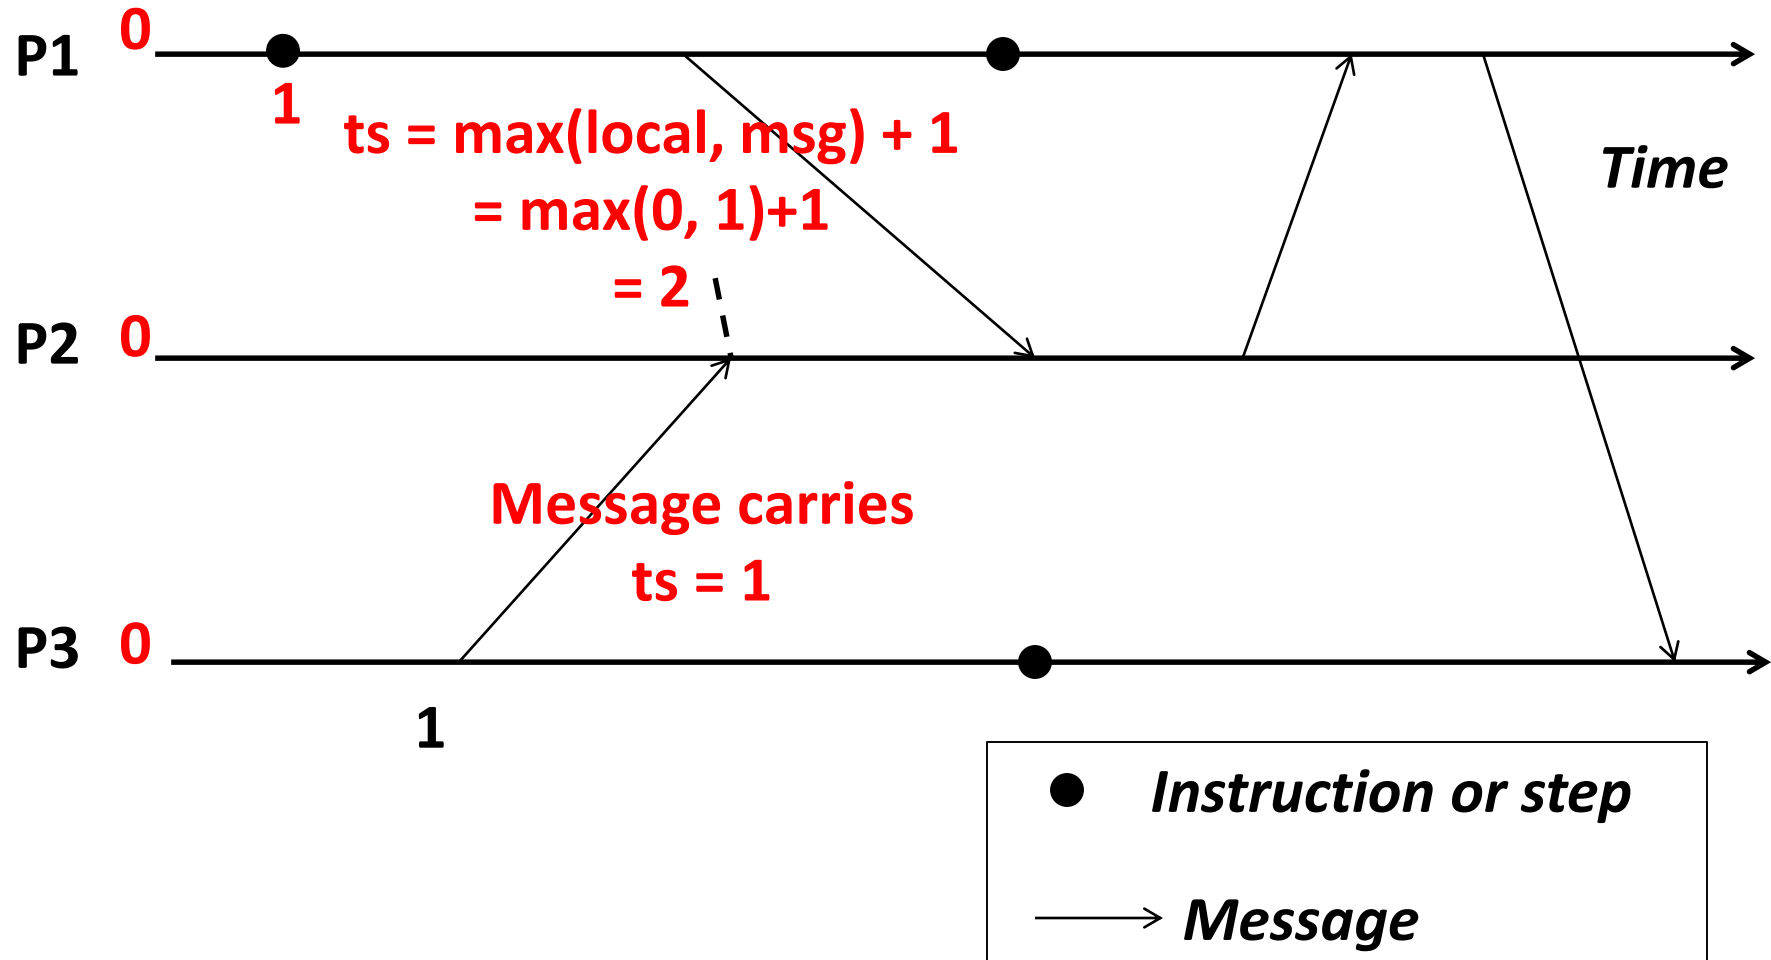 P1 0
1
ts = max(local, msg) + 1
= max(0, 1)+1
= 2
Time
P2 0
Message carries
ts = 1
P3 0
1
Instruction or step
Message